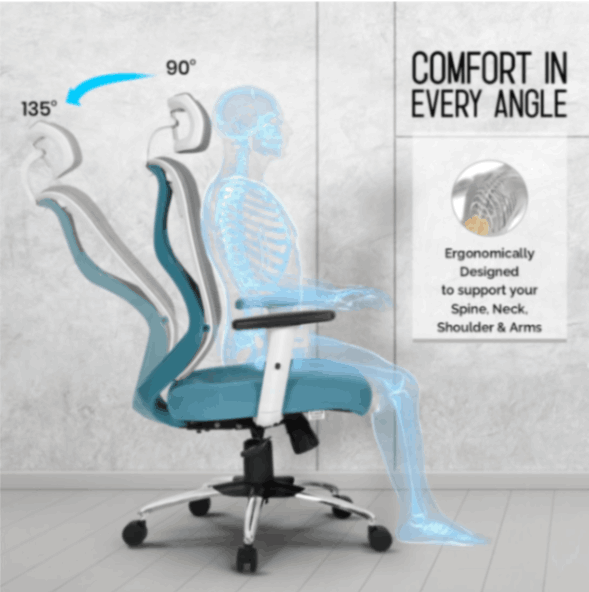 90°
135°
COMFORT IN
EVERY ANGLE
Ergonomically
Designed
to support your
Spine, Neck,
Shoulder & Arms